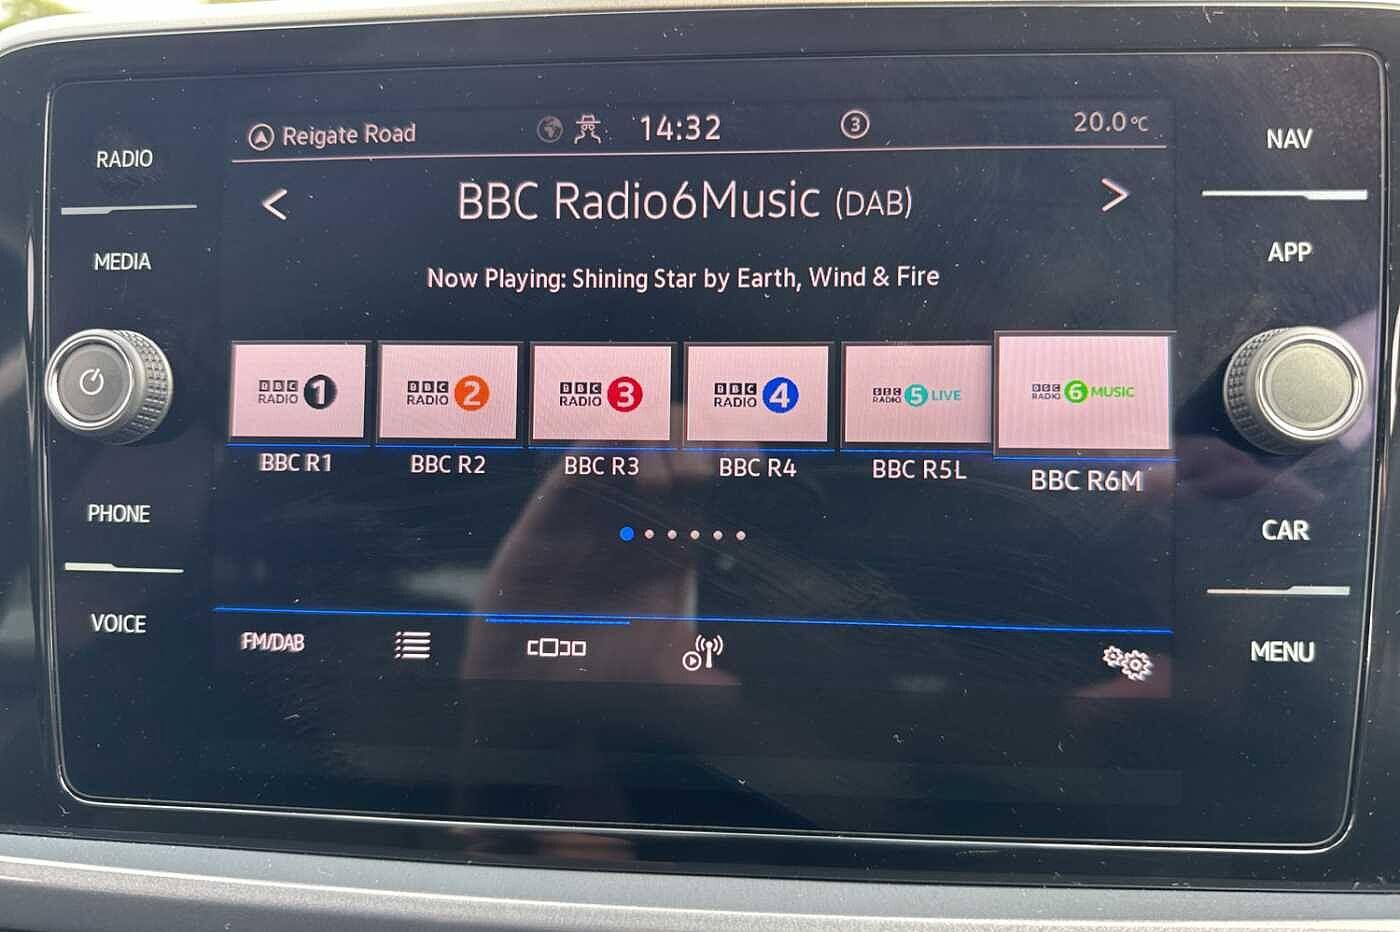 Reigate Road
14:32
3
20.0°C
BBC Radio6Music (DAB)
Now Playing: Shining Star by Earth, Wind & Fire
BBC RADIO 1
BBC RADIO 2
BBC RADIO 3
BBC RADIO 4
BBC RADIO 5 LIVE
BBC RADIO 6 MUSIC
BBC R1
BBC R2
BBC R3
BBC R4
BBC R5L
BBC R6M
FM/DAB
RADIO
MEDIA
PHONE
VOICE
NAV
APP
CAR
MENU